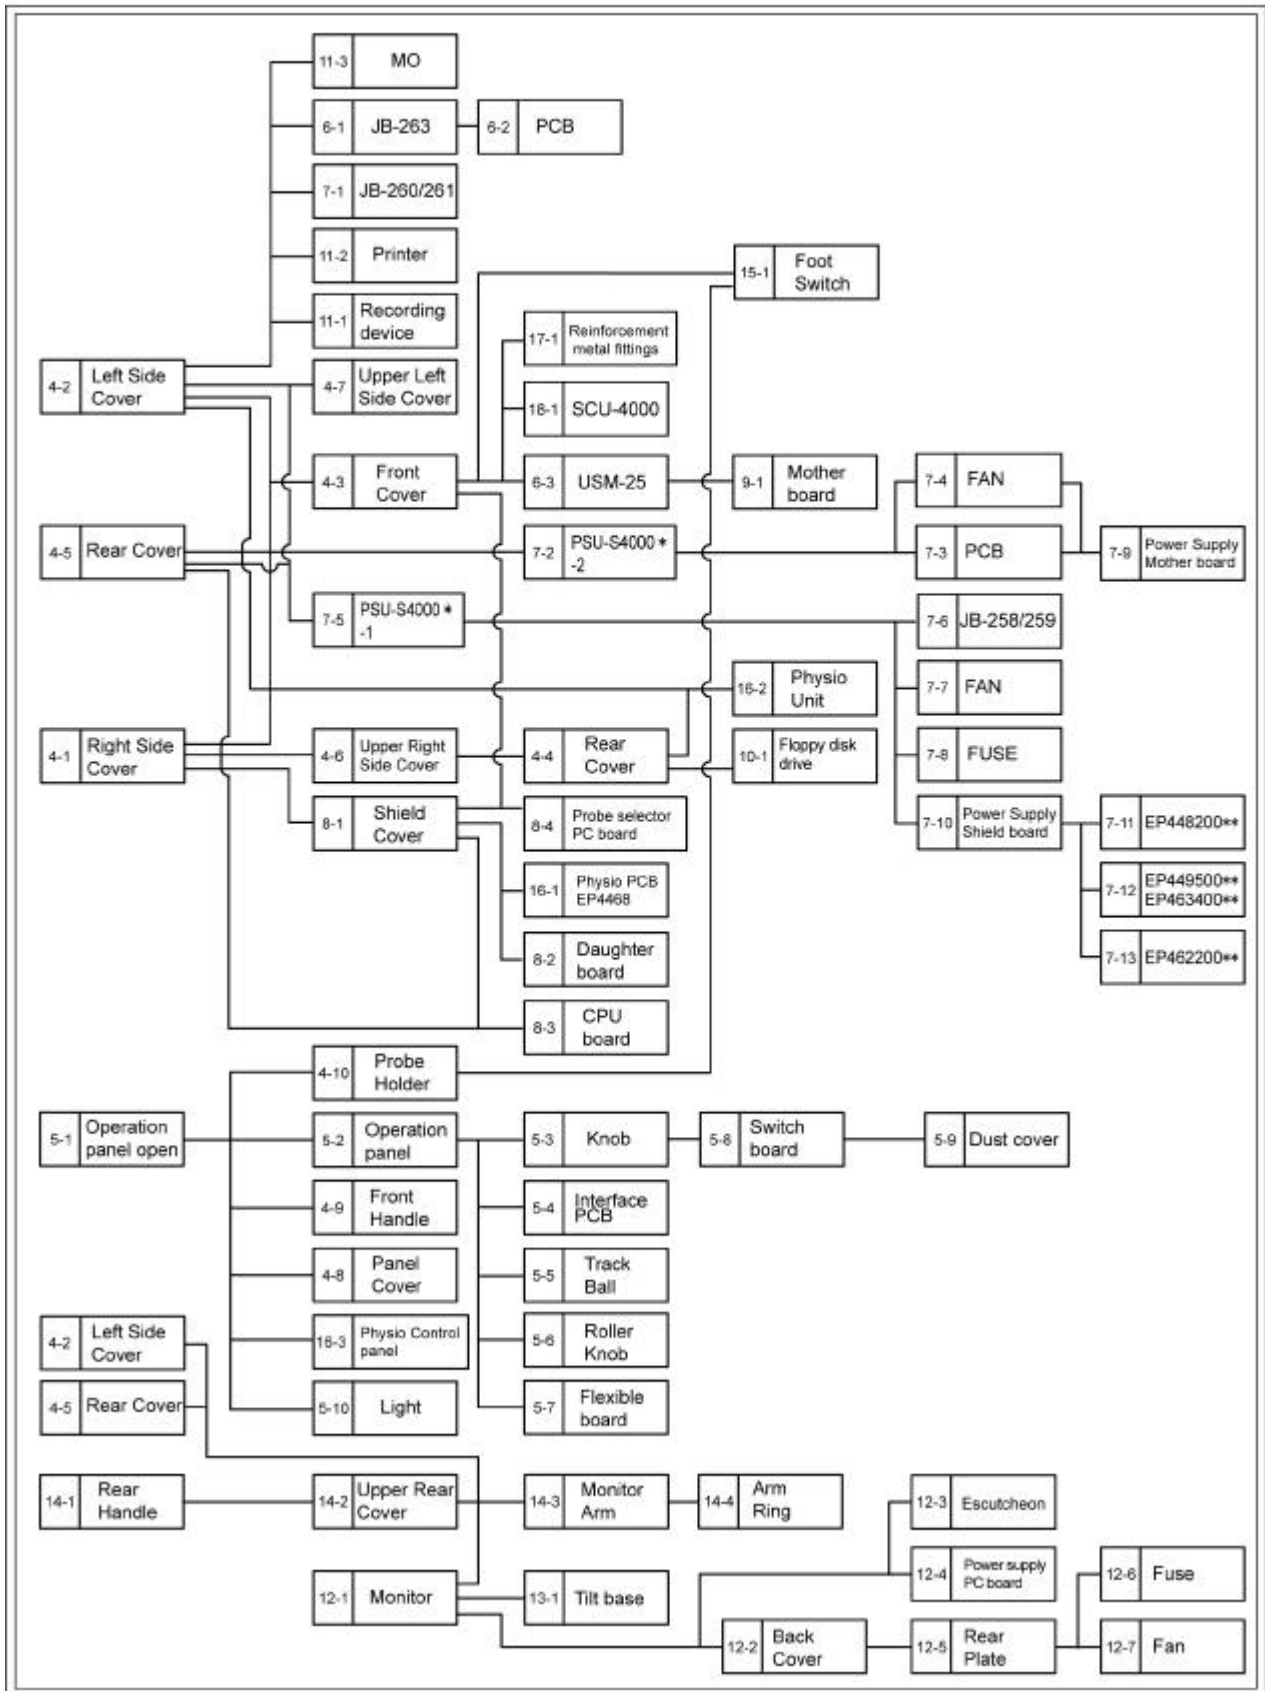 11-3 MO
6-1 JB-263
6-2 PCB
7-1 JB-260/261
11-2 Printer
15-1 Foot
Switch
11-1 Recording
device
17-1 Reinforcement
metal fittings
4-2 Left Side
Cover
4-7 Upper Left
Side Cover
18-1 SCU-4000
4-3 Front
Cover
6-3 USM-25
9-1 Mother
board
7-4 FAN
4-5 Rear Cover
7-2 PSU-S4000*
-2
7-3 PCB
7-9 Power Supply
Mother board
7-5 PSU-S4000*
-1
7-6 JB-258/259
16-2 Physio
Unit
7-7 FAN
4-1 Right Side
Cover
4-6 Upper Right
Side Cover
4-4 Rear
Cover
10-1 Floppy disk
drive
7-8 FUSE
8-1 Shield
Cover
8-4 Probe selector
PC board
7-10 Power Supply
Shield board
7-11 EP448200**
16-1 Physio PCB
EP4468
7-12 EP449500**
EP463400**
8-2 Daughter
board
7-13 EP462200**
8-3 CPU
board
4-10 Probe
Holder
5-1 Operation
panel open
5-2 Operation
panel
5-3 Knob
5-8 Switch
board
5-9 Dust cover
4-9 Front
Handle
5-4 Interface
PCB
4-8 Panel
Cover
5-5 Track
Ball
4-2 Left Side
Cover
16-3 Physio Control
panel
5-6 Roller
Knob
4-5 Rear Cover
5-10 Light
5-7 Flexible
board
14-1 Rear
Handle
14-2 Upper Rear
Cover
14-3 Monitor
Arm
14-4 Arm
Ring
12-3 Escutcheon
12-1 Monitor
13-1 Tilt base
12-4 Power supply
PC board
12-6 Fuse
12-2 Back
Cover
12-5 Rear
Plate
12-7 Fan